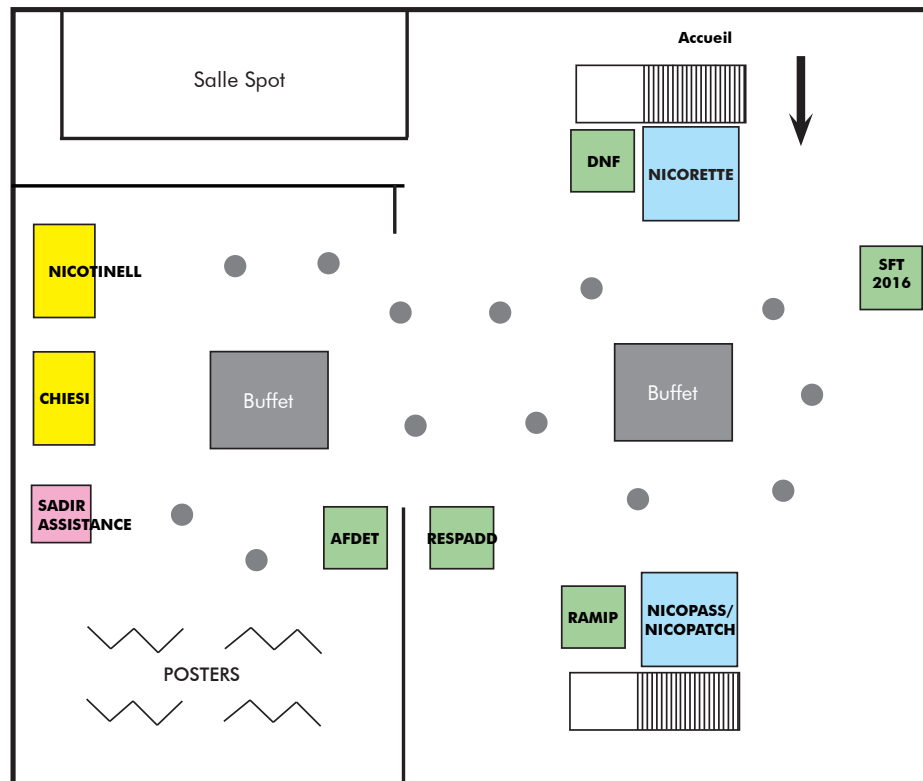 Accueil
Salle Spot
DNF
NICORETTE
NICOTINELL
SFT
2016
CHIESI
Buffet
Buffet
SADIR
ASSISTANCE
AFDET
RESPADD
RAMIP
NICOPASS/
NICOPATCH
POSTERS